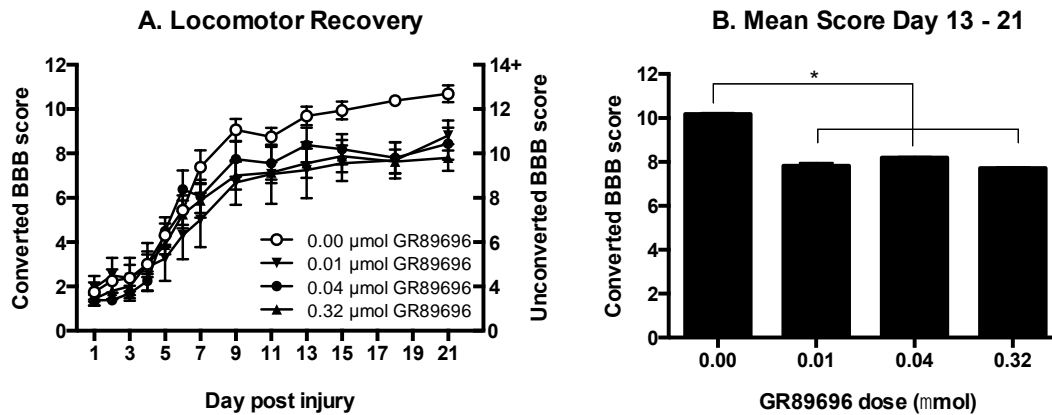 A. Locomotor Recovery
B. Mean Score Day 13 - 21
Converted BBB score
12
10
8
6
4
2
0
14+
12
10
8
6
4
2
0
Unconverted BBB score
0.00 µmol GR89696
0.01 µmol GR89696
0.04 µmol GR89696
0.32 µmol GR89696
1 3 5 7 9 11 13 15 17 19 21
Day post injury
Converted BBB score
12
10
8
6
4
2
0
*
0.00 0.01 0.04 0.32
GR89696 dose (mmol)